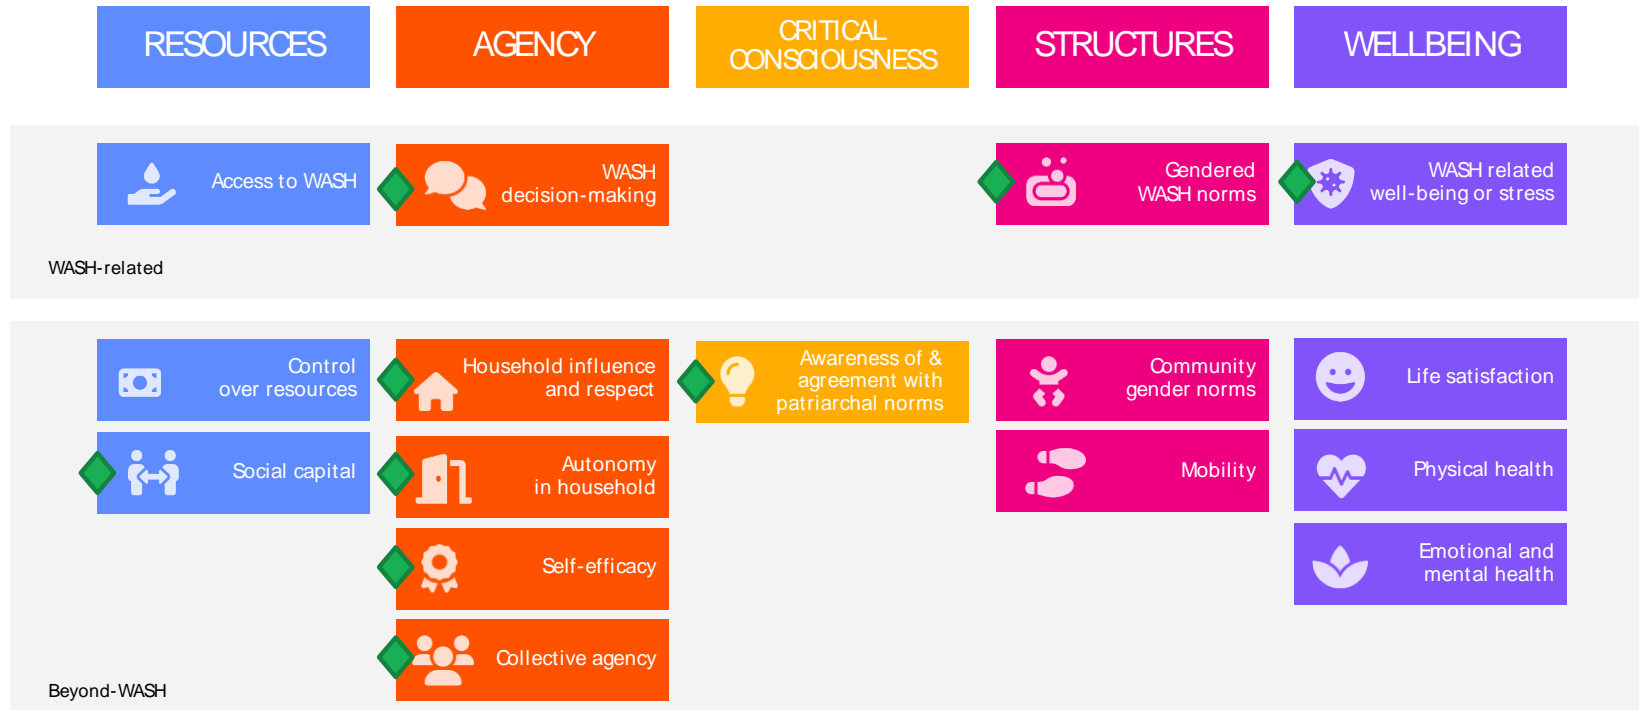 RESOURCES
AGENCY
CRITICAL
CONSCIOUSNESS
STRUCTURES
WELLBEING
Access to WASH
WASH
decision-making
Gendered
WASH norms
WASH related
well-being or stress
WASH-related
Control
over resources
Household influence
and respect
Awareness of &
agreement with
patriarchal norms
Community
gender norms
Life satisfaction
Social capital
Autonomy
in household
Mobility
Physical health
Self-efficacy
Emotional and
mental health
Collective agency
Beyond-WASH